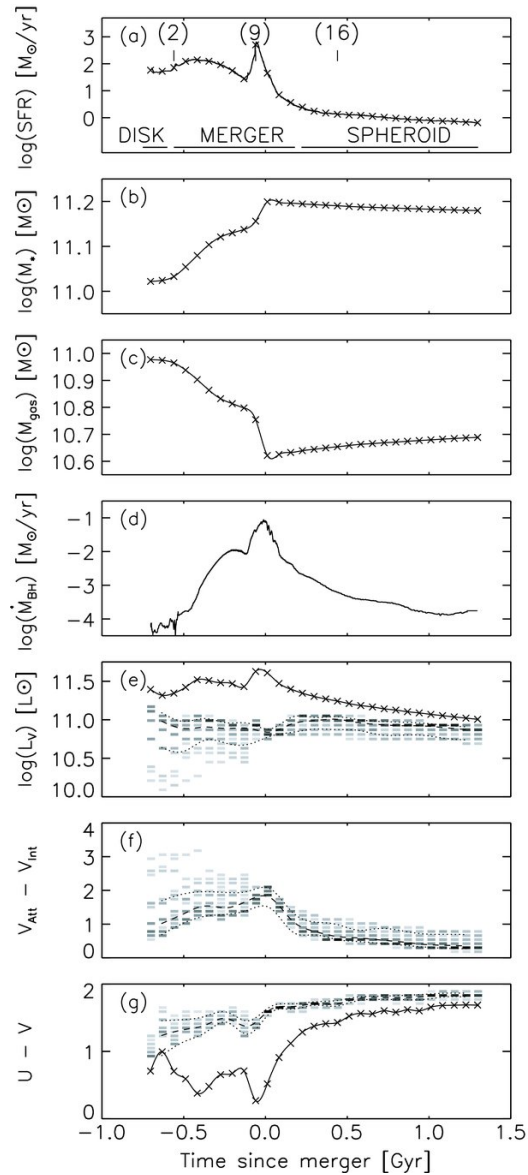 (a) (2) (9) (16)
log(SFR) [M⊙/yr]
3
2
1
0
DISK MERGER SPHEROID
(b)
log(M*) [M⊙]
11.2
11.1
11.0
(c)
log(Mgas) [M⊙]
11.0
10.9
10.8
10.7
10.6
(d)
log(ṀBH) [M⊙/yr]
−1
−2
−3
−4
(e)
log(LV) [L⊙]
11.5
11.0
10.5
10.0
(f)
VAtt − VInt
4
3
2
1
0
(g)
U − V
2
1
0
−1.0 −0.5 0.0 0.5 1.0 1.5
Time since merger [Gyr]